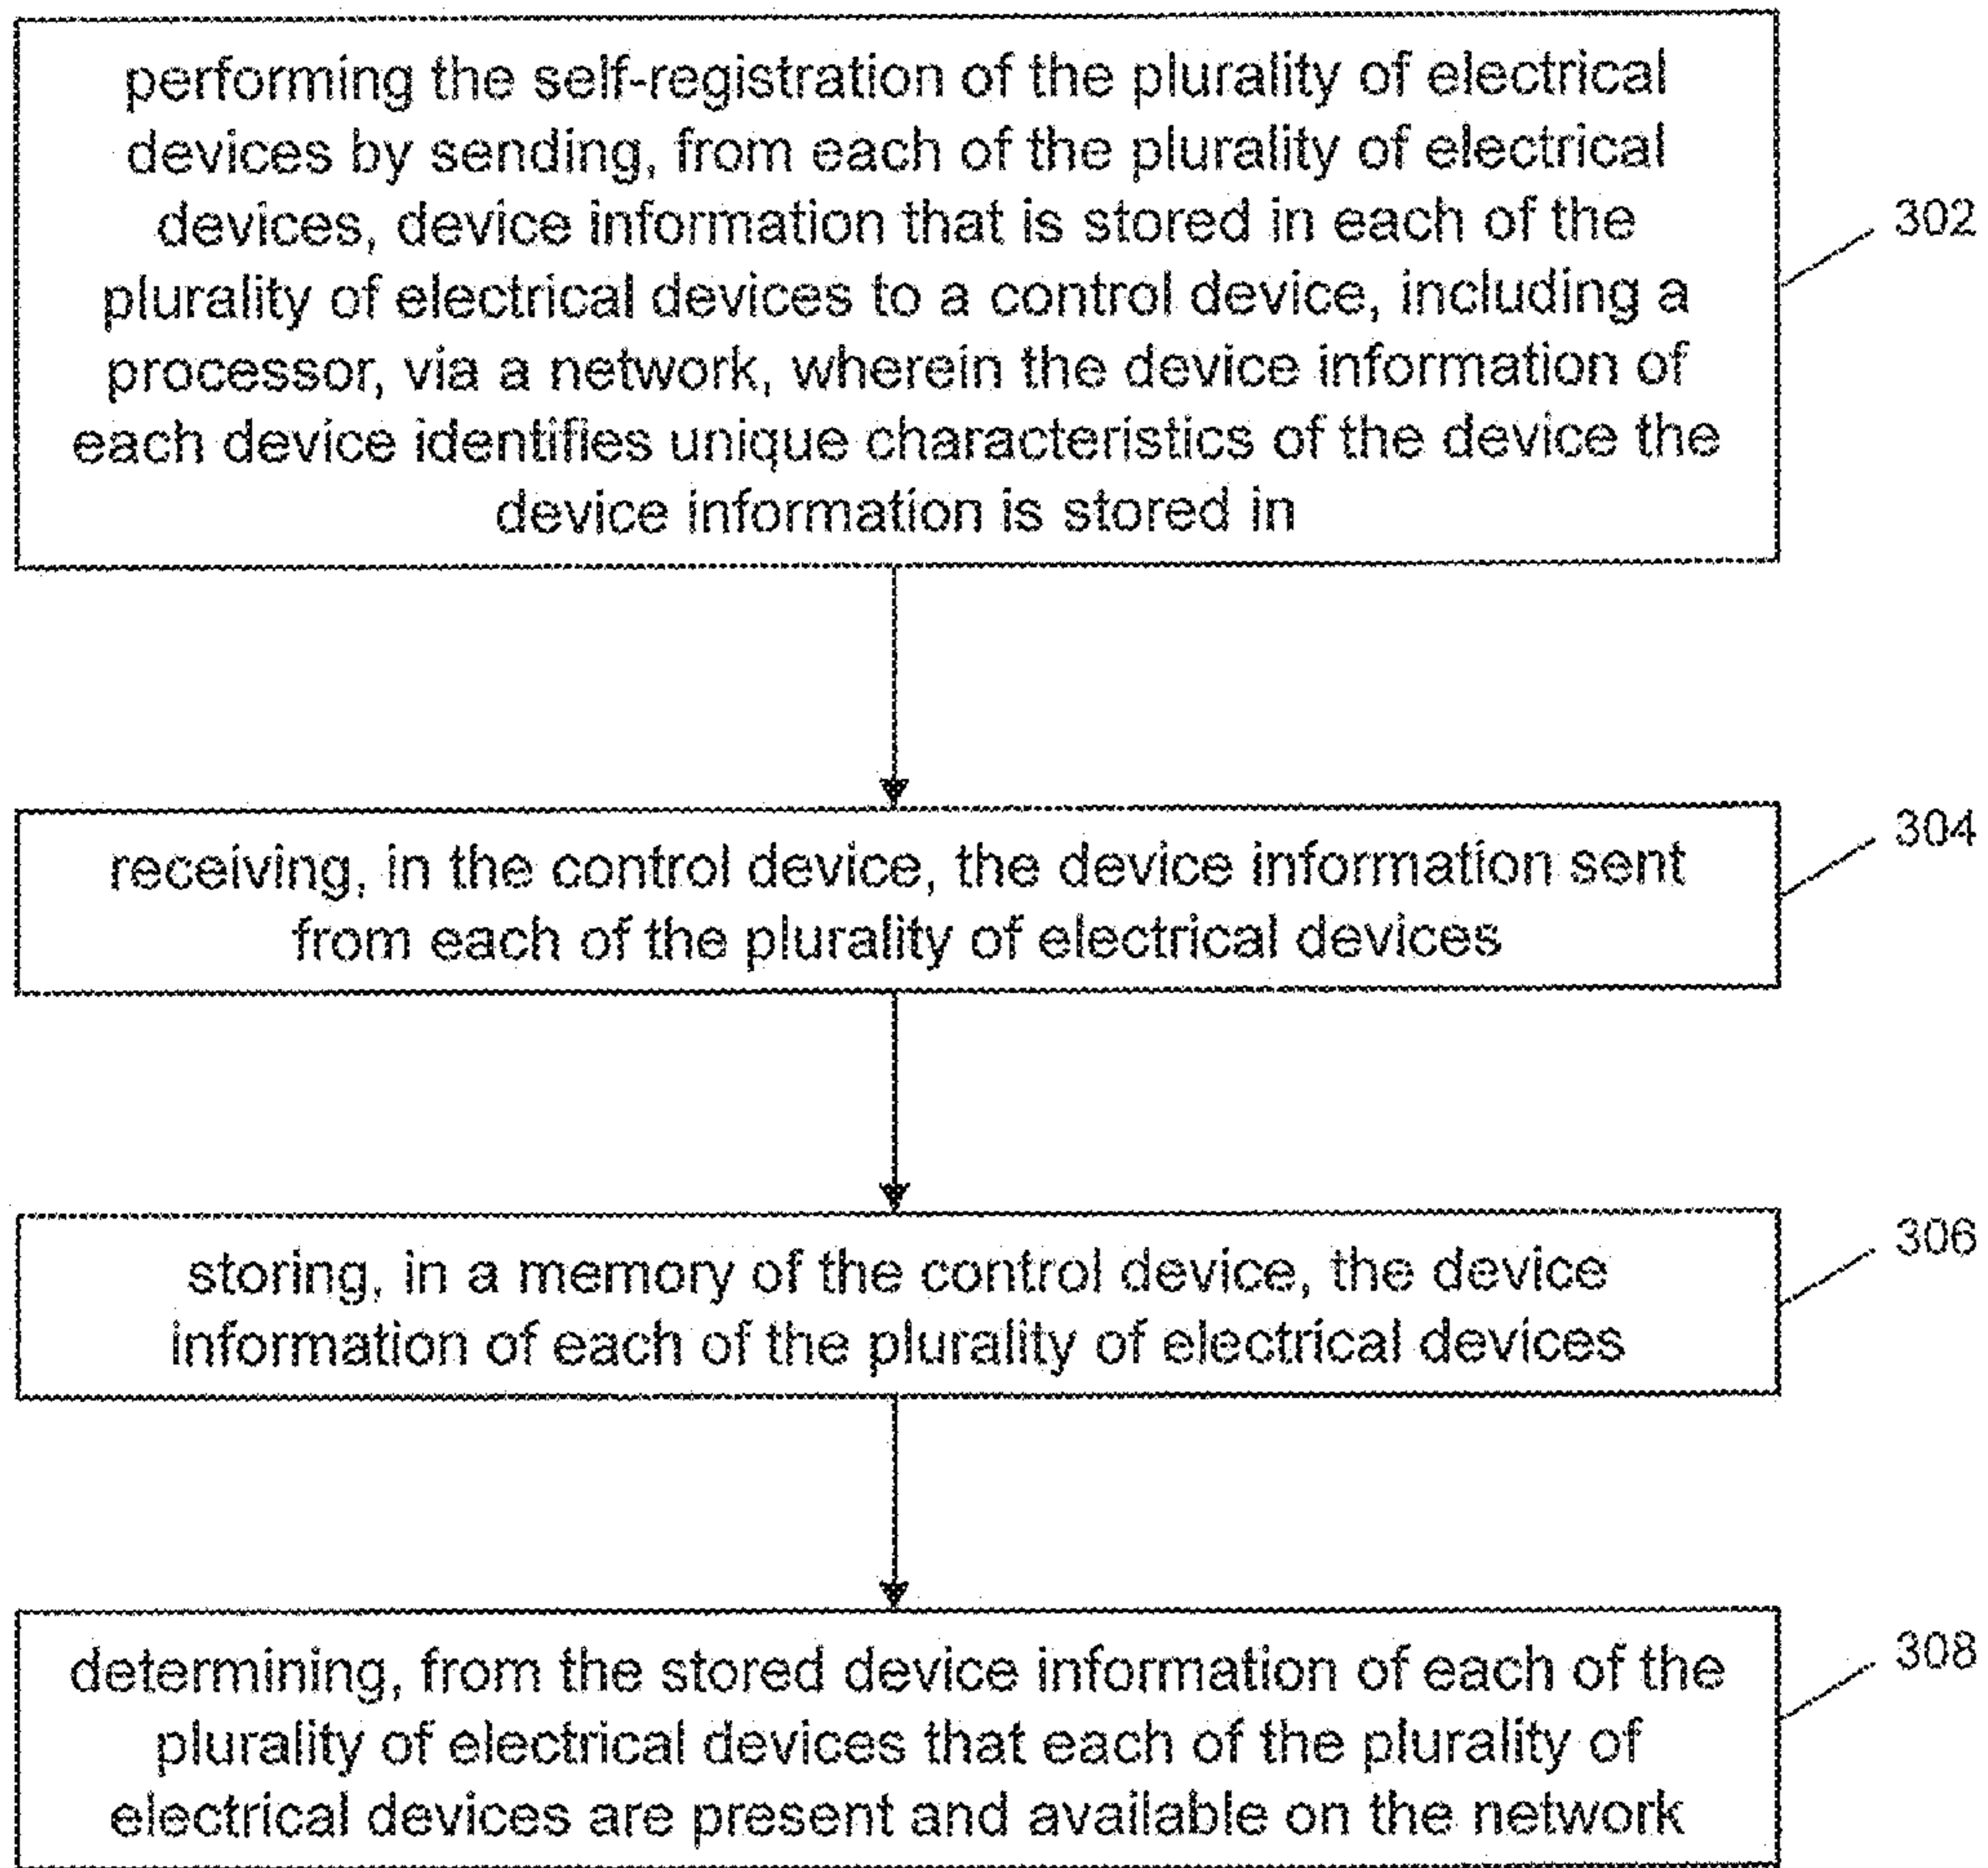 performing the self-registration of the plurality of electrical
devices by sending, from each of the plurality of electrical
devices, device information that is stored in each of the
plurality of electrical devices to a control device, including a
processor, via a network, wherein the device information of
each device identifies unique characteristics of the device the
device information is stored in
302
receiving, in the control device, the device information sent
from each of the plurality of electrical devices
304
storing, in a memory of the control device, the device
information of each of the plurality of electrical devices
306
determining, from the stored device information of each of the
plurality of electrical devices that each of the plurality of
electrical devices are present and available on the network
308